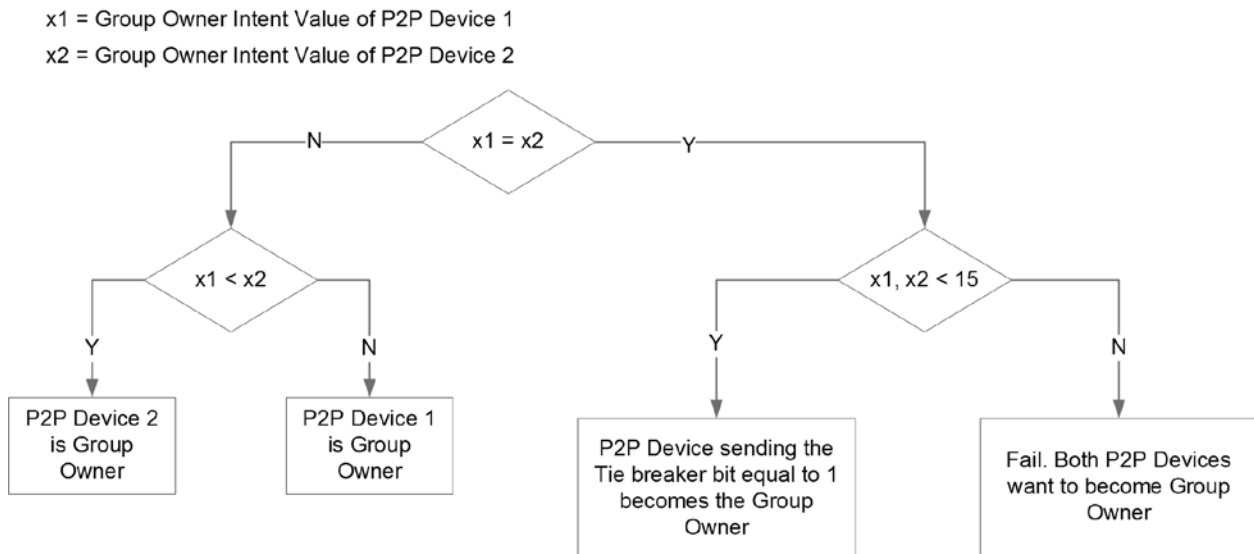 x1 = Group Owner Intent Value of P2P Device 1
x2 = Group Owner Intent Value of P2P Device 2
x1 = x2
N
Y
x1 < x2
x1, x2 < 15
Y
N
Y
N
P2P Device 2
is Group
Owner
P2P Device 1
is Group
Owner
P2P Device sending the
Tie breaker bit equal to 1
becomes the Group
Owner
Fail. Both P2P Devices
want to become Group
Owner